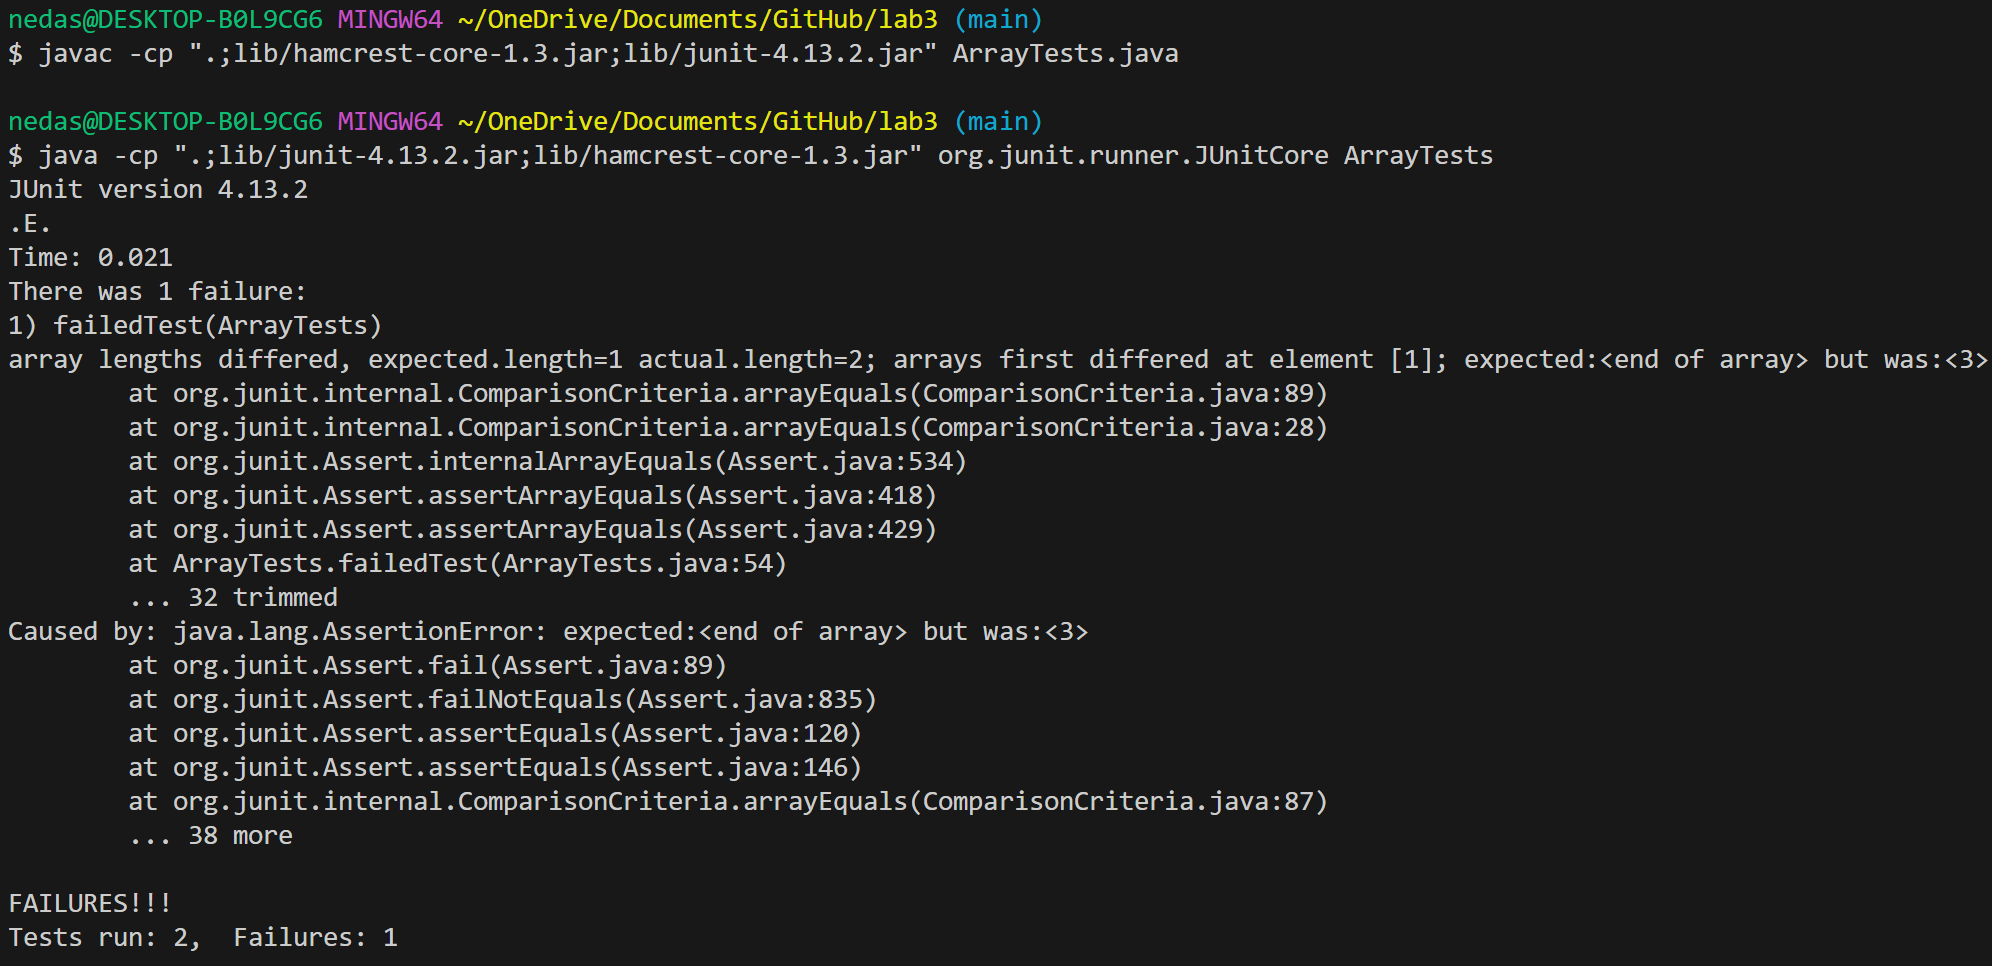 nedas@DESKTOP-B0L9CG6 MINGW64 ~/OneDrive/Documents/GitHub/lab3 (main)
$ javac -cp ".;lib/hamcrest-core-1.3.jar;lib/junit-4.13.2.jar" ArrayTests.java
nedas@DESKTOP-B0L9CG6 MINGW64 ~/OneDrive/Documents/GitHub/lab3 (main)
$ java -cp ".;lib/junit-4.13.2.jar;lib/hamcrest-core-1.3.jar" org.junit.runner.JUnitCore ArrayTests
JUnit version 4.13.2
.E.
Time: 0.021
There was 1 failure:
1) failedTest(ArrayTests)
array lengths differed, expected.length=1 actual.length=2; arrays first differed at element [1]; expected:<end of array> but was:<3>
at org.junit.internal.ComparisonCriteria.arrayEquals(ComparisonCriteria.java:89)
at org.junit.internal.ComparisonCriteria.arrayEquals(ComparisonCriteria.java:28)
at org.junit.Assert.internalArrayEquals(Assert.java:534)
at org.junit.Assert.assertArrayEquals(Assert.java:418)
at org.junit.Assert.assertArrayEquals(Assert.java:429)
at ArrayTests.failedTest(ArrayTests.java:54)
... 32 trimmed
Caused by: java.lang.AssertionError: expected:<end of array> but was:<3>
at org.junit.Assert.fail(Assert.java:89)
at org.junit.Assert.failNotEquals(Assert.java:835)
at org.junit.Assert.assertEquals(Assert.java:120)
at org.junit.Assert.assertEquals(Assert.java:146)
at org.junit.internal.ComparisonCriteria.arrayEquals(ComparisonCriteria.java:87)
... 38 more
FAILURES!!!
Tests run: 2,  Failures: 1